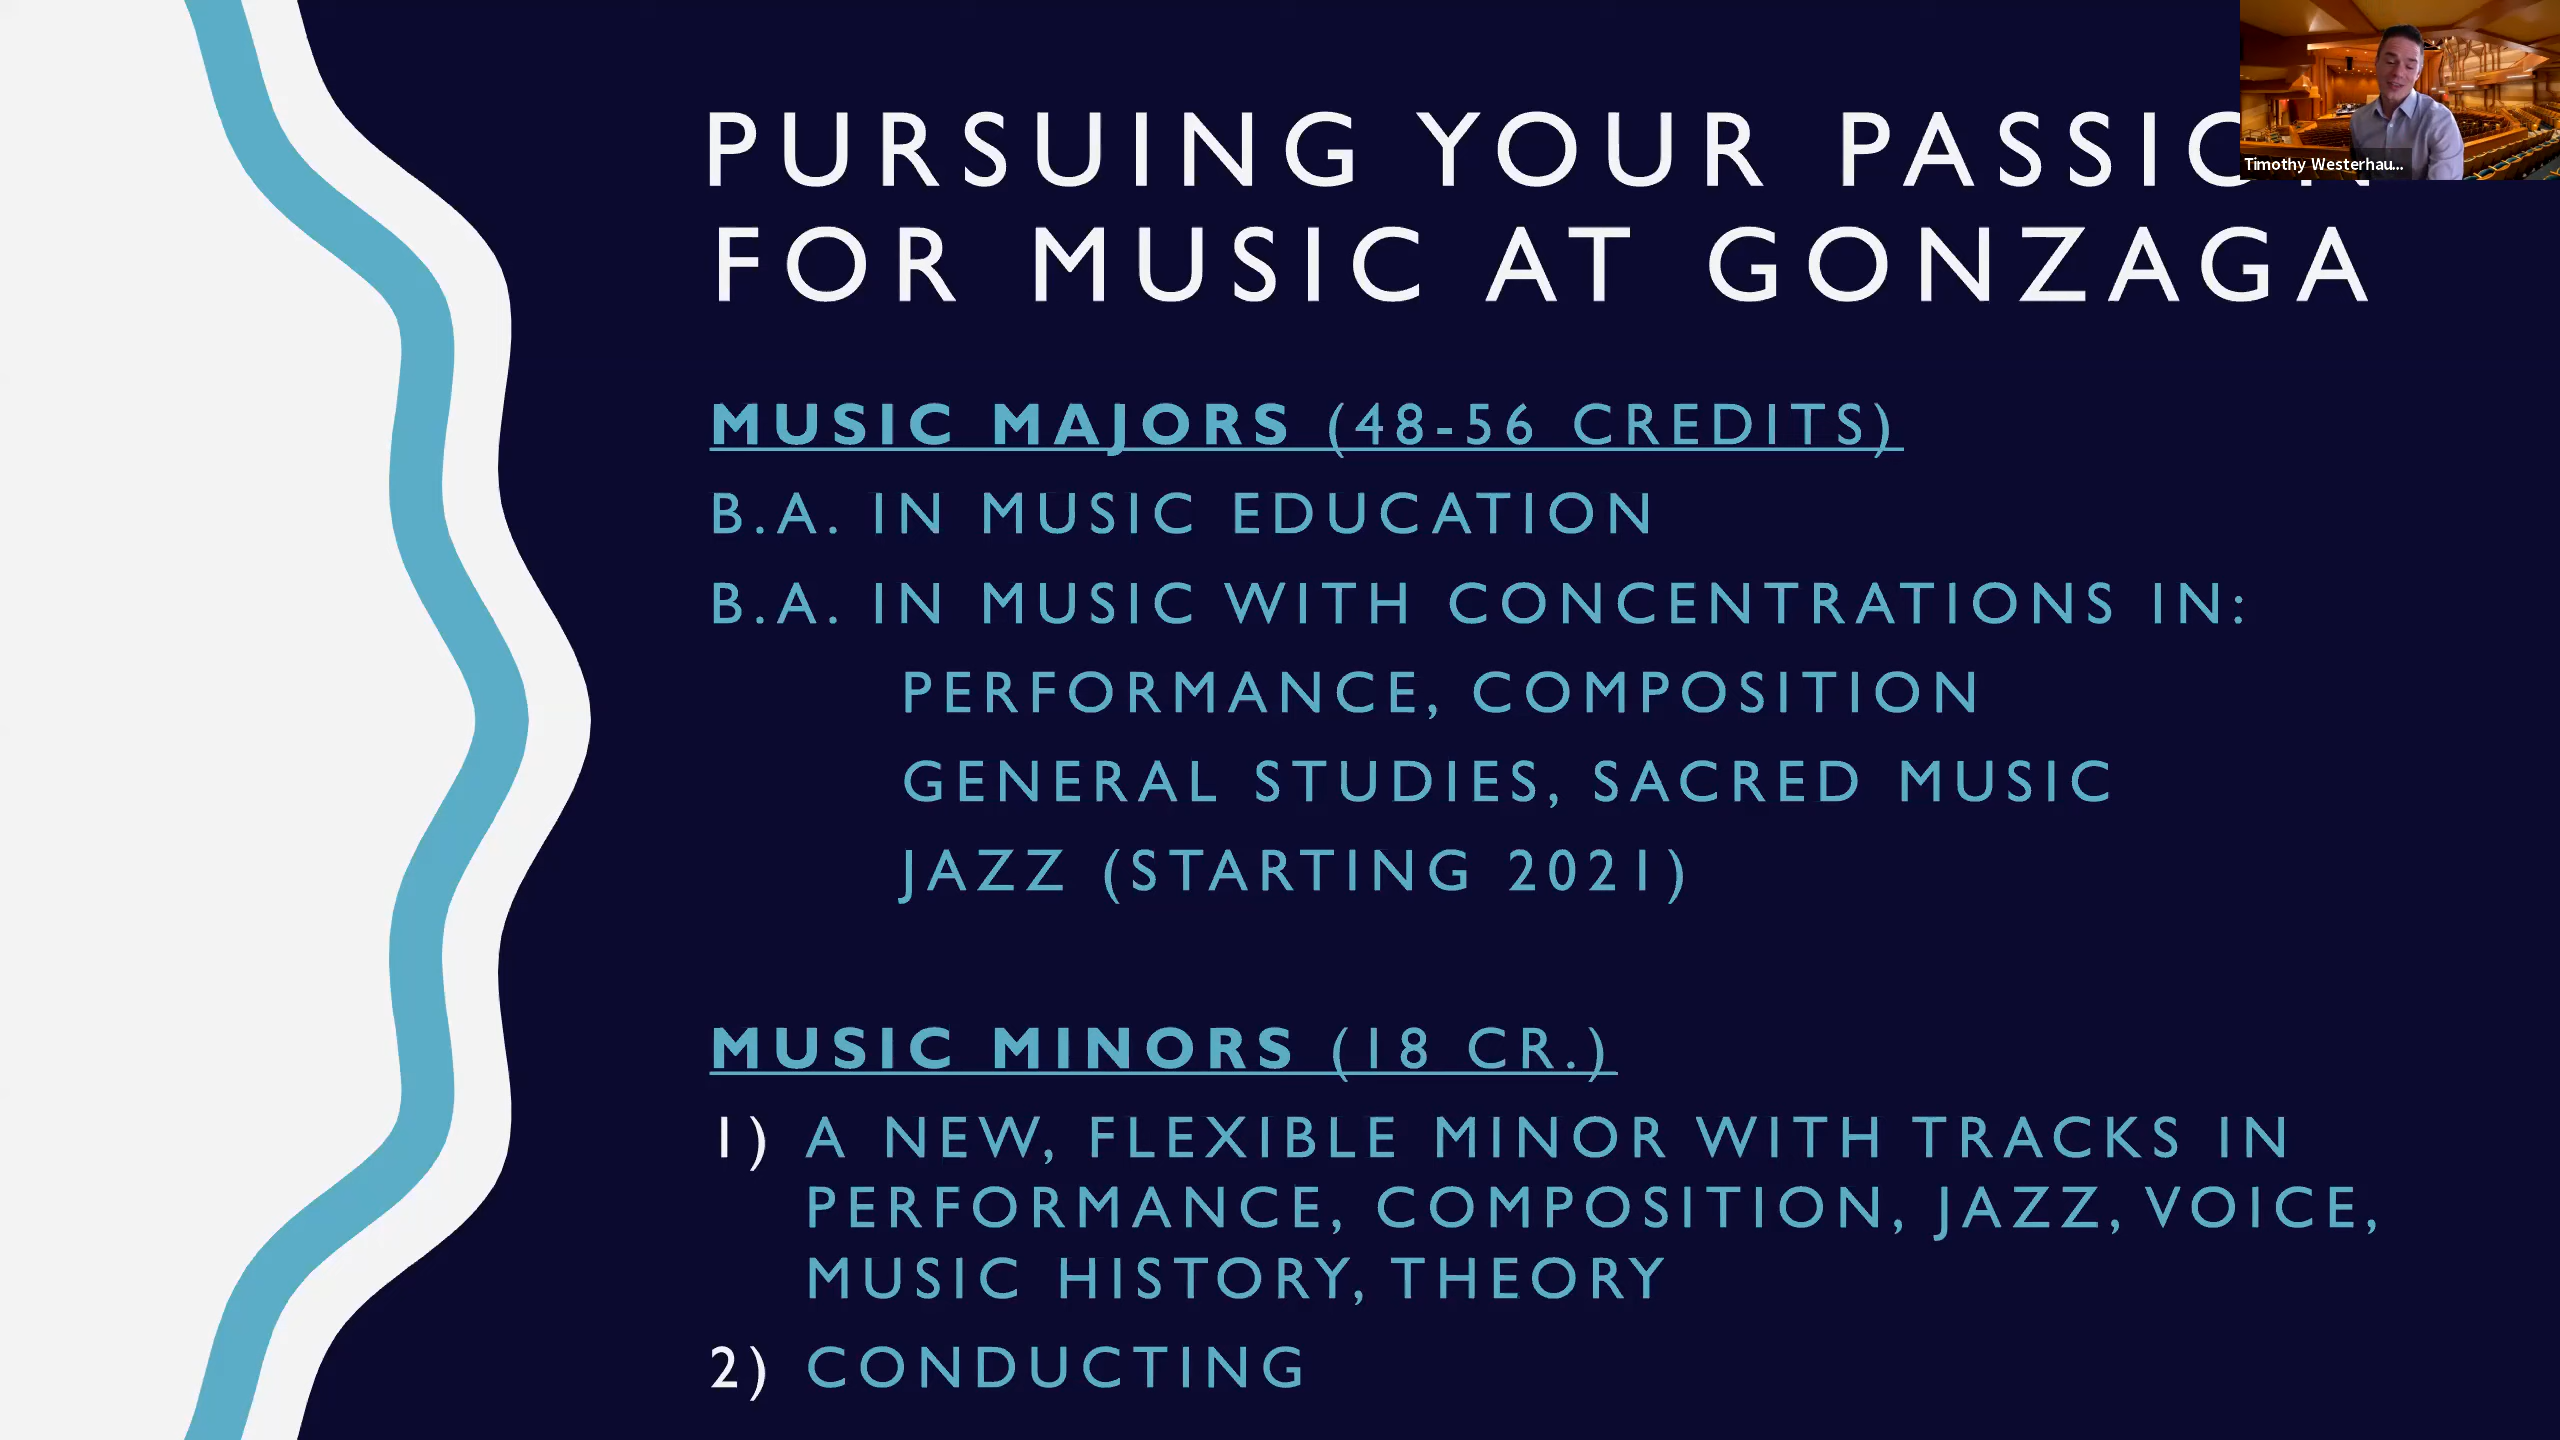 PURSUING YOUR PASSION
FOR MUSIC AT GONZAGA
Timothy Westerhau...
MUSIC MAJORS (48-56 CREDITS)
B.A. IN MUSIC EDUCATION
B.A. IN MUSIC WITH CONCENTRATIONS IN:
PERFORMANCE, COMPOSITION
GENERAL STUDIES, SACRED MUSIC
JAZZ (STARTING 2021)
MUSIC MINORS (18 CR.)
1) A NEW, FLEXIBLE MINOR WITH TRACKS IN
PERFORMANCE, COMPOSITION, JAZZ, VOICE,
MUSIC HISTORY, THEORY
2) CONDUCTING